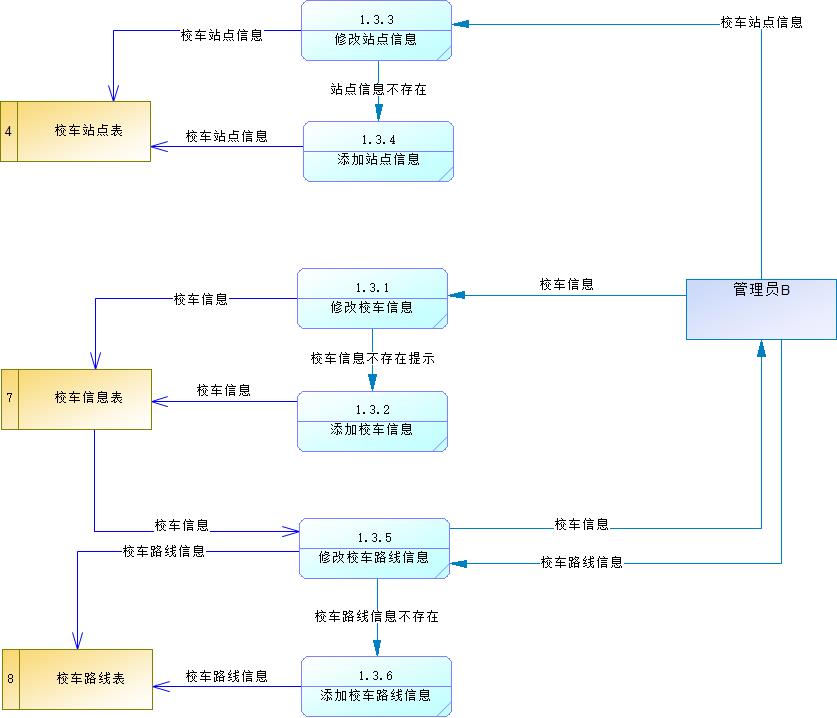 1.3.3
修改站点信息
校车站点信息
校车站点信息
站点信息不存在
4
校车站点表
校车站点信息
1.3.4
添加站点信息
1.3.1
修改校车信息
校车信息
校车信息
管理员B
校车信息不存在提示
7
校车信息表
校车信息
1.3.2
添加校车信息
校车信息
1.3.5
修改校车路线信息
校车信息
校车路线信息
校车路线信息
校车路线信息不存在
8
校车路线表
校车路线信息
1.3.6
添加校车路线信息